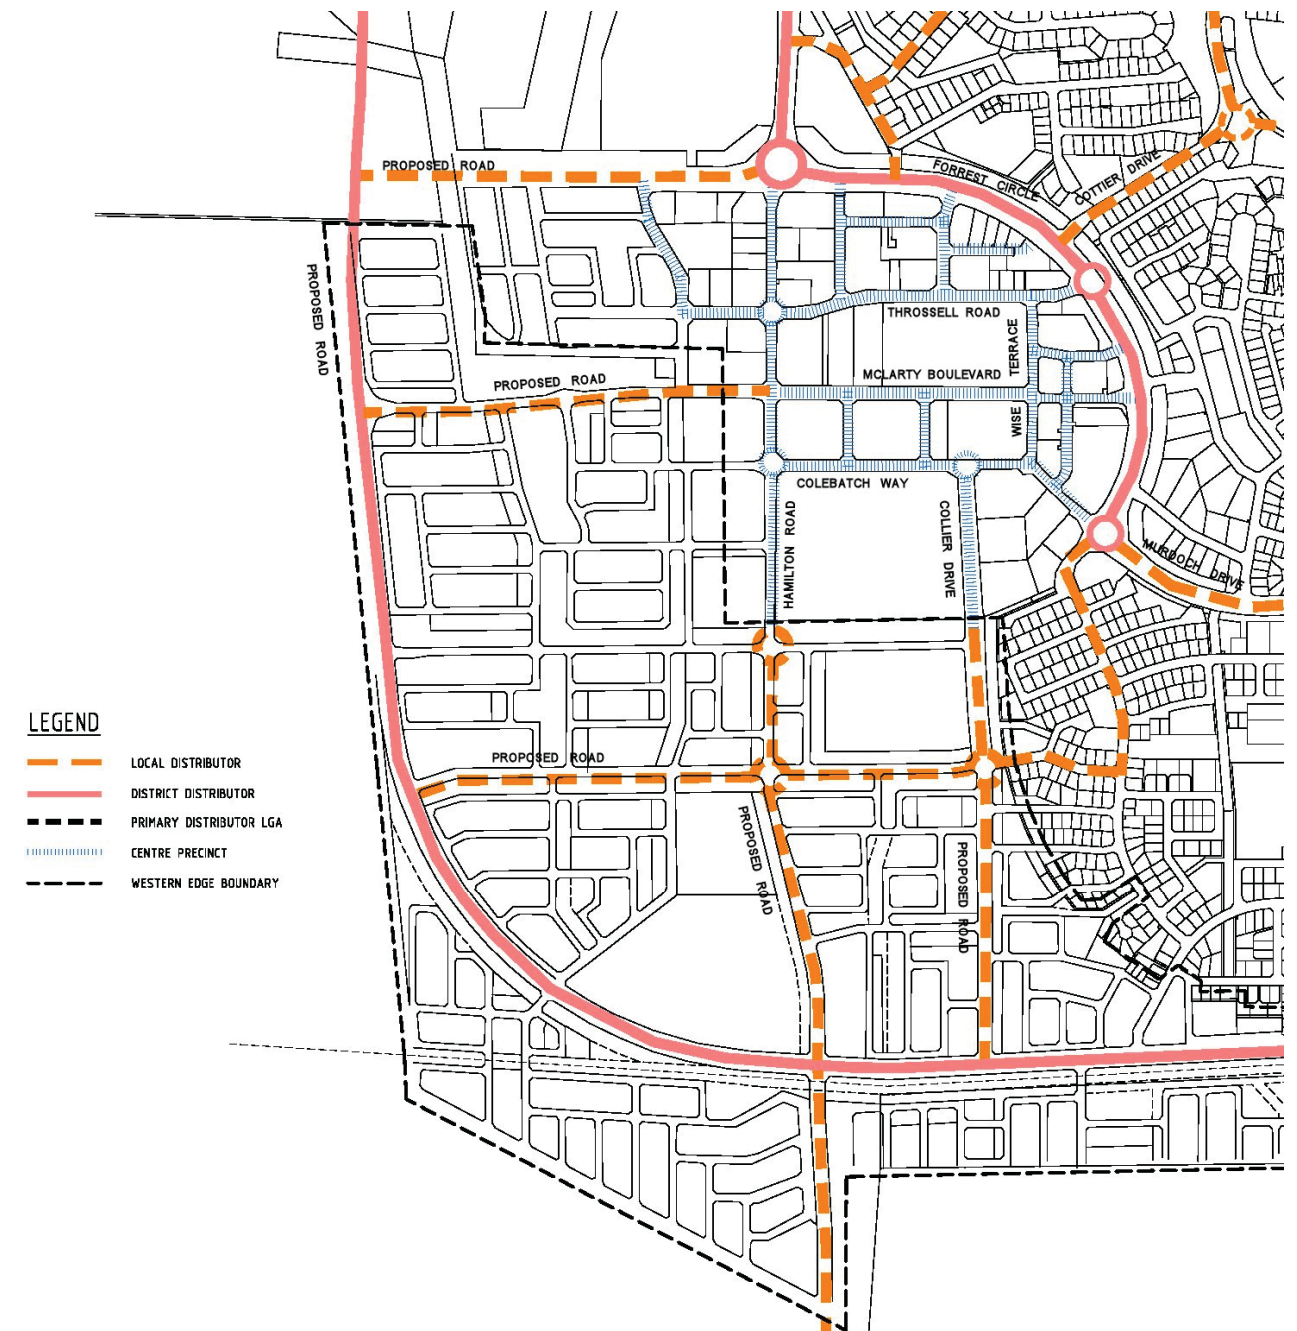 PROPOSED ROAD
FORREST CIRCLE
COTTIER DRIVE
PROPOSED ROAD
THROSSELL ROAD
TERRACE
MCLARTY BOULEVARD
PROPOSED ROAD
WISE
COLEBATCH WAY
HAMILTON ROAD
COLLIER DRIVE
MURDOCH DRIVE
LEGEND
LOCAL DISTRIBUTOR
DISTRICT DISTRIBUTOR
PRIMARY DISTRIBUTOR LGA
CENTRE PRECINCT
WESTERN EDGE BOUNDARY
PROPOSED ROAD
PROPOSED ROAD
PROPOSED ROAD